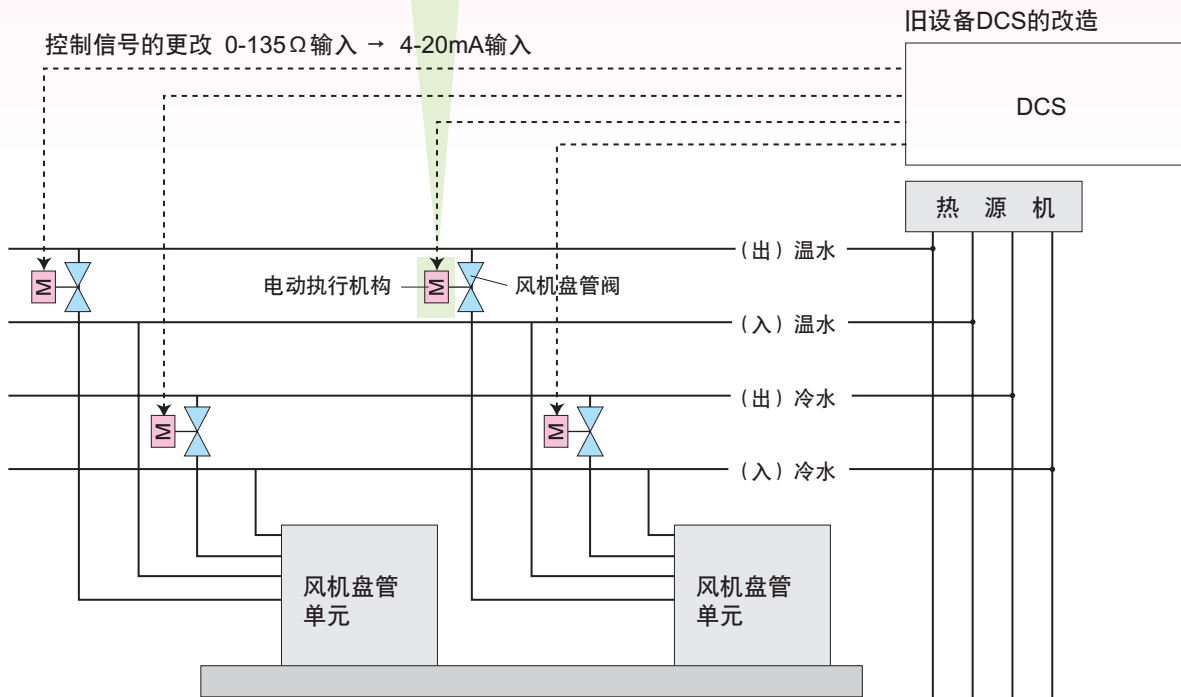 旧设备DCS的改造
控制信号的更改 0-135Ω输入 → 4-20mA输入
DCS
热 源 机
（出）温水
M
电动执行机构
M
风机盘管阀
（入）温水
（出）冷水
M
M
（入）冷水
风机盘管
单元
风机盘管
单元